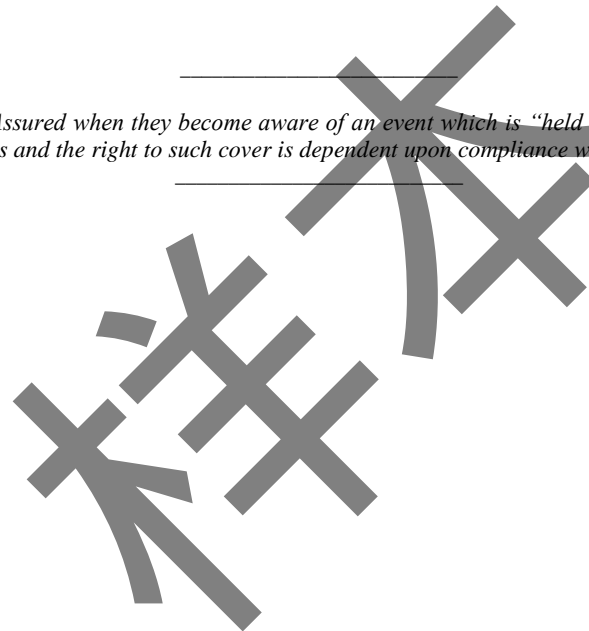 Assured when they become aware of an event which is “held
s and the right to such cover is dependent upon compliance w
样本